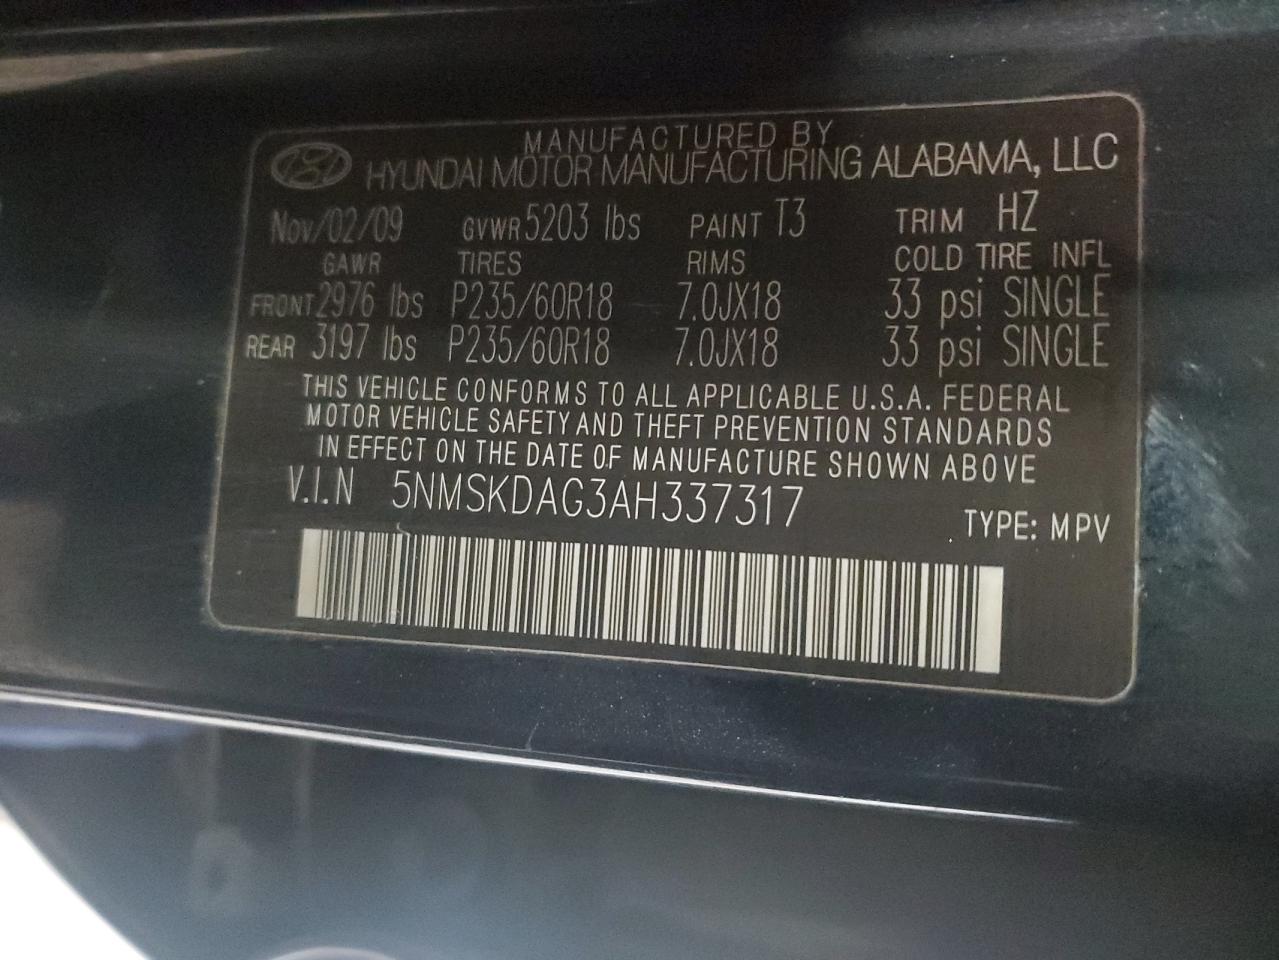 MANUFACTURED BY
HYUNDAI MOTOR MANUFACTURING ALABAMA, LLC
Nov/02/09 GVWR 5203 lbs PAINT T3 TRIM HZ
GAWR TIRES RIMS COLD TIRE INFL
FRONT 2976 lbs P235/60R18 7.0JX18 33 psi SINGLE
REAR 3197 lbs P235/60R18 7.0JX18 33 psi SINGLE
THIS VEHICLE CONFORMS TO ALL APPLICABLE U.S.A. FEDERAL
MOTOR VEHICLE SAFETY AND THEFT PREVENTION STANDARDS
IN EFFECT ON THE DATE OF MANUFACTURE SHOWN ABOVE
V.I.N 5NMSKDAG3AH337317
TYPE: MPV